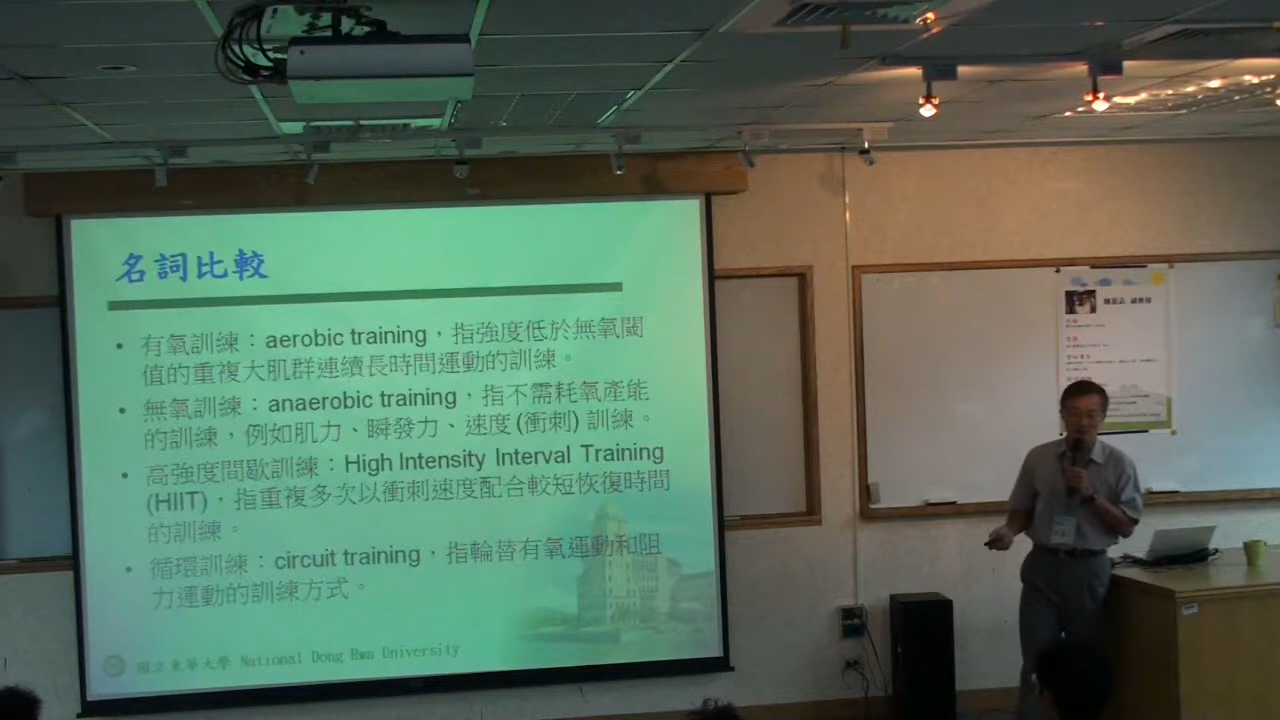 名詞比較
• 有氧訓練：aerobic training，指強度低於無氧閾
值的重複大肌群連續長時間運動的訓練。
• 無氧訓練：anaerobic training，指不需耗氧產能
的訓練，例如肌力、瞬發力、速度(衝刺) 訓練。
• 高強度間歇訓練：High Intensity Interval Training
(HIIT)，指重複多次以衝刺速度配合較短恢復時間
的訓練。
• 循環訓練：circuit training，指輪替有氧運動和阻
力運動的訓練方式。
國立東華大學 National Dong Hwa University